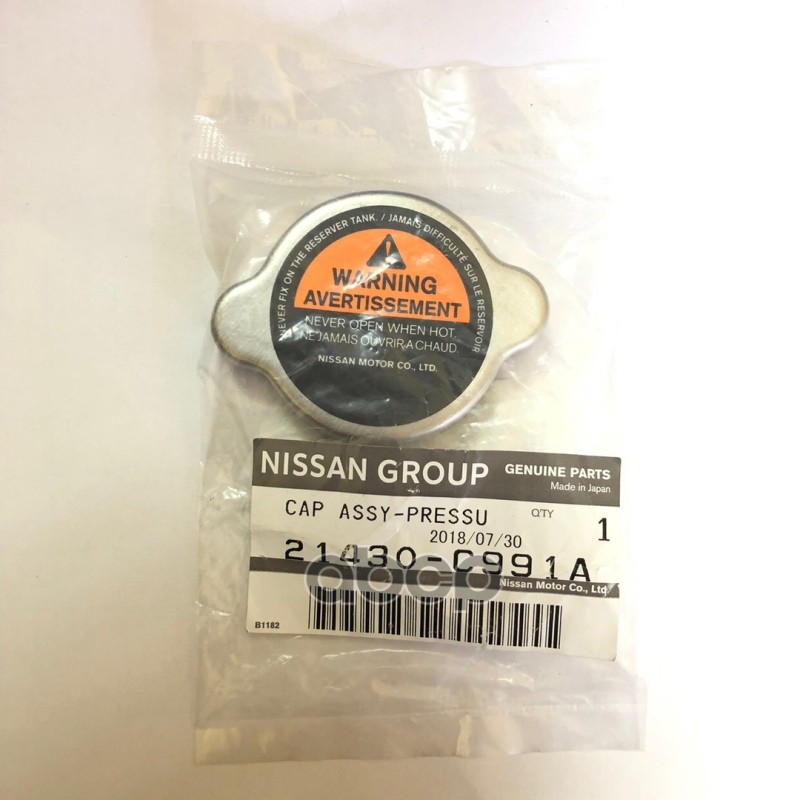 NEVER FIX ON THE RESERVER TANK. / JAMAIS DIFFICULTÉ SUR LE RESERVOIR
WARNING
AVERTISSEMENT
NEVER OPEN WHEN HOT.
NE JAMAIS OUVRIR A CHAUD.
NISSAN MOTOR CO., LTD.
NISSAN GROUP
GENUINE PARTS
Made in Japan
CAP ASSY-PRESSU
Q'TY
1
2018/07/30
21430-C991A
Nissan Motor Co., Ltd.
B1182
abcp